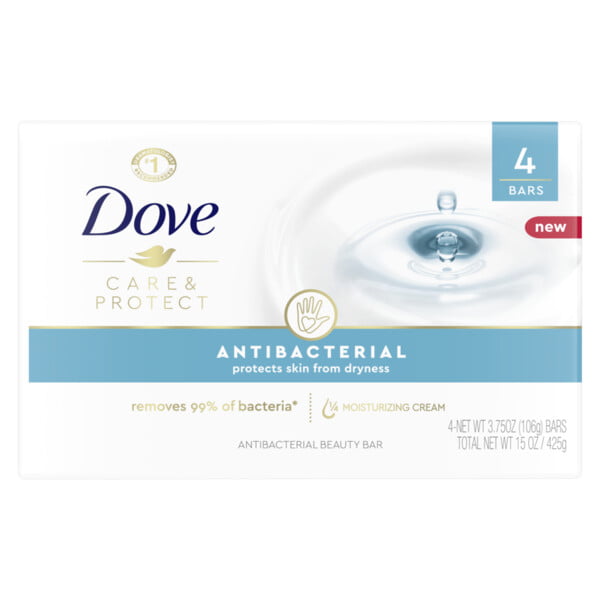 #1
Dove
CARE &
PROTECT
4
BARS
new
ANTIBACTERIAL
protects skin from dryness
removes 99% of bacteria*
¼ MOISTURIZING CREAM
ANTIBACTERIAL BEAUTY BAR
4-NET WT 3.75OZ (106g) BARS
TOTAL NET WT 15 OZ / 425g